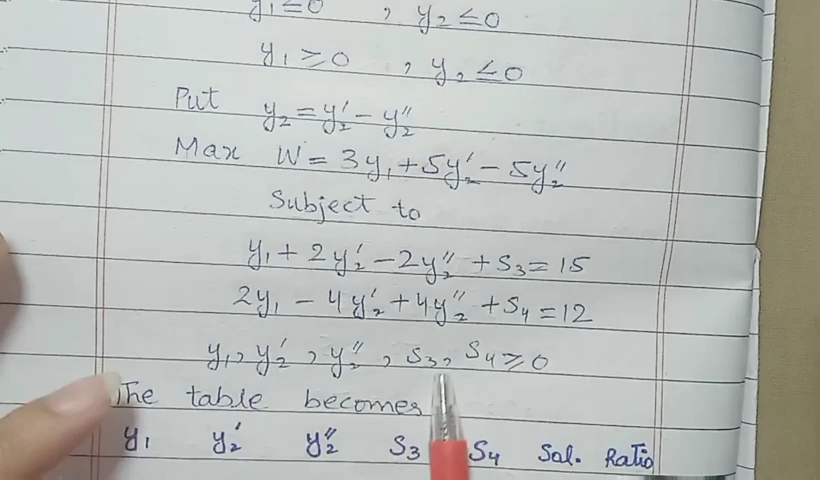 y₁ ≤ 0 , y₂ ≤ 0
y₁ ≥ 0 , y₂ ≤ 0
Put y₂ = y₂′ − y₂″
Max W = 3y₁ + 5y₂′ − 5y₂″
Subject to
y₁ + 2y₂′ − 2y₂″ + S₃ = 15
2y₁ − 4y₂′ + 4y₂″ + S₄ = 12
y₁, y₂′, y₂″, S₃, S₄ ≥ 0
The table becomes
y₁ y₂′ y₂″ S₃ S₄ Sol. Ratio